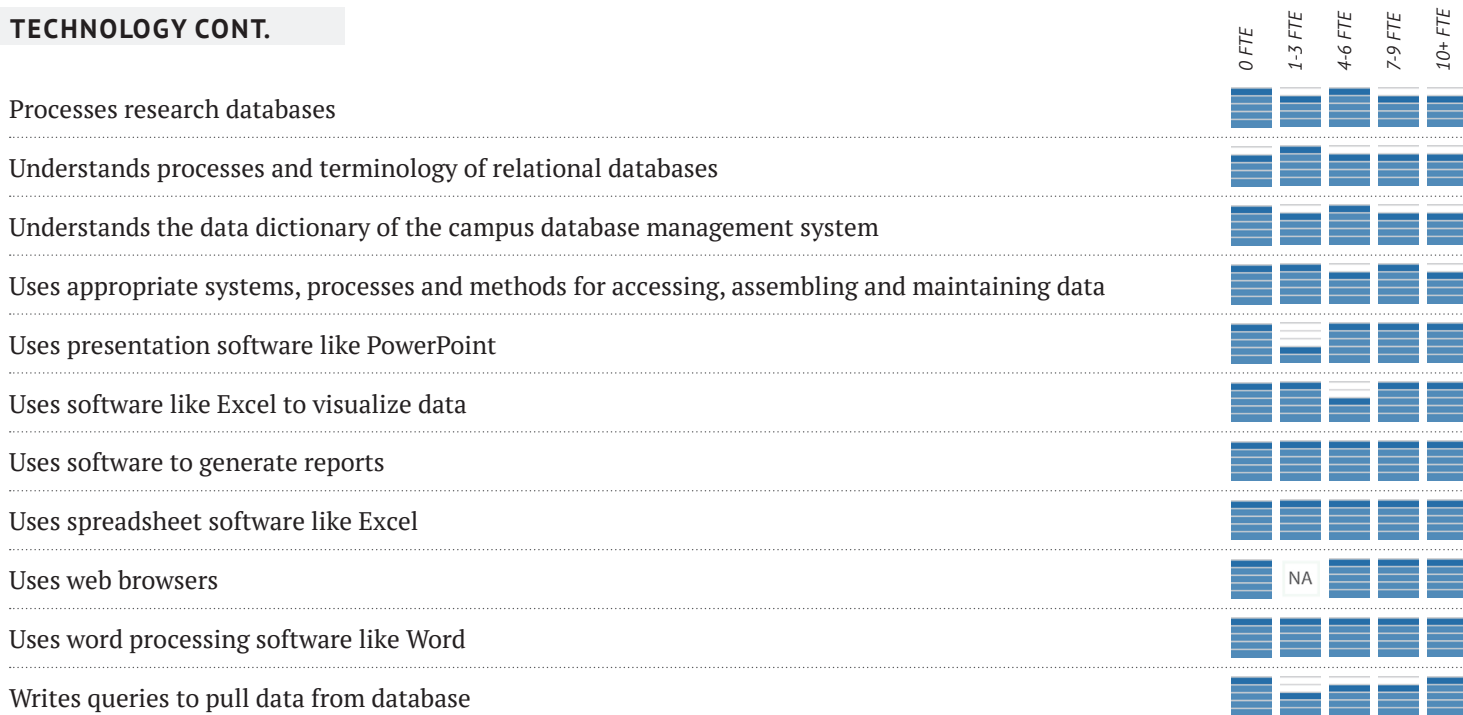 TECHNOLOGY CONT.
0 FTE
1-3 FTE
4-6 FTE
7-9 FTE
10+ FTE
Processes research databases
Understands processes and terminology of relational databases
Understands the data dictionary of the campus database management system
Uses appropriate systems, processes and methods for accessing, assembling and maintaining data
Uses presentation software like PowerPoint
Uses software like Excel to visualize data
Uses software to generate reports
Uses spreadsheet software like Excel
Uses web browsers
NA
Uses word processing software like Word
Writes queries to pull data from database